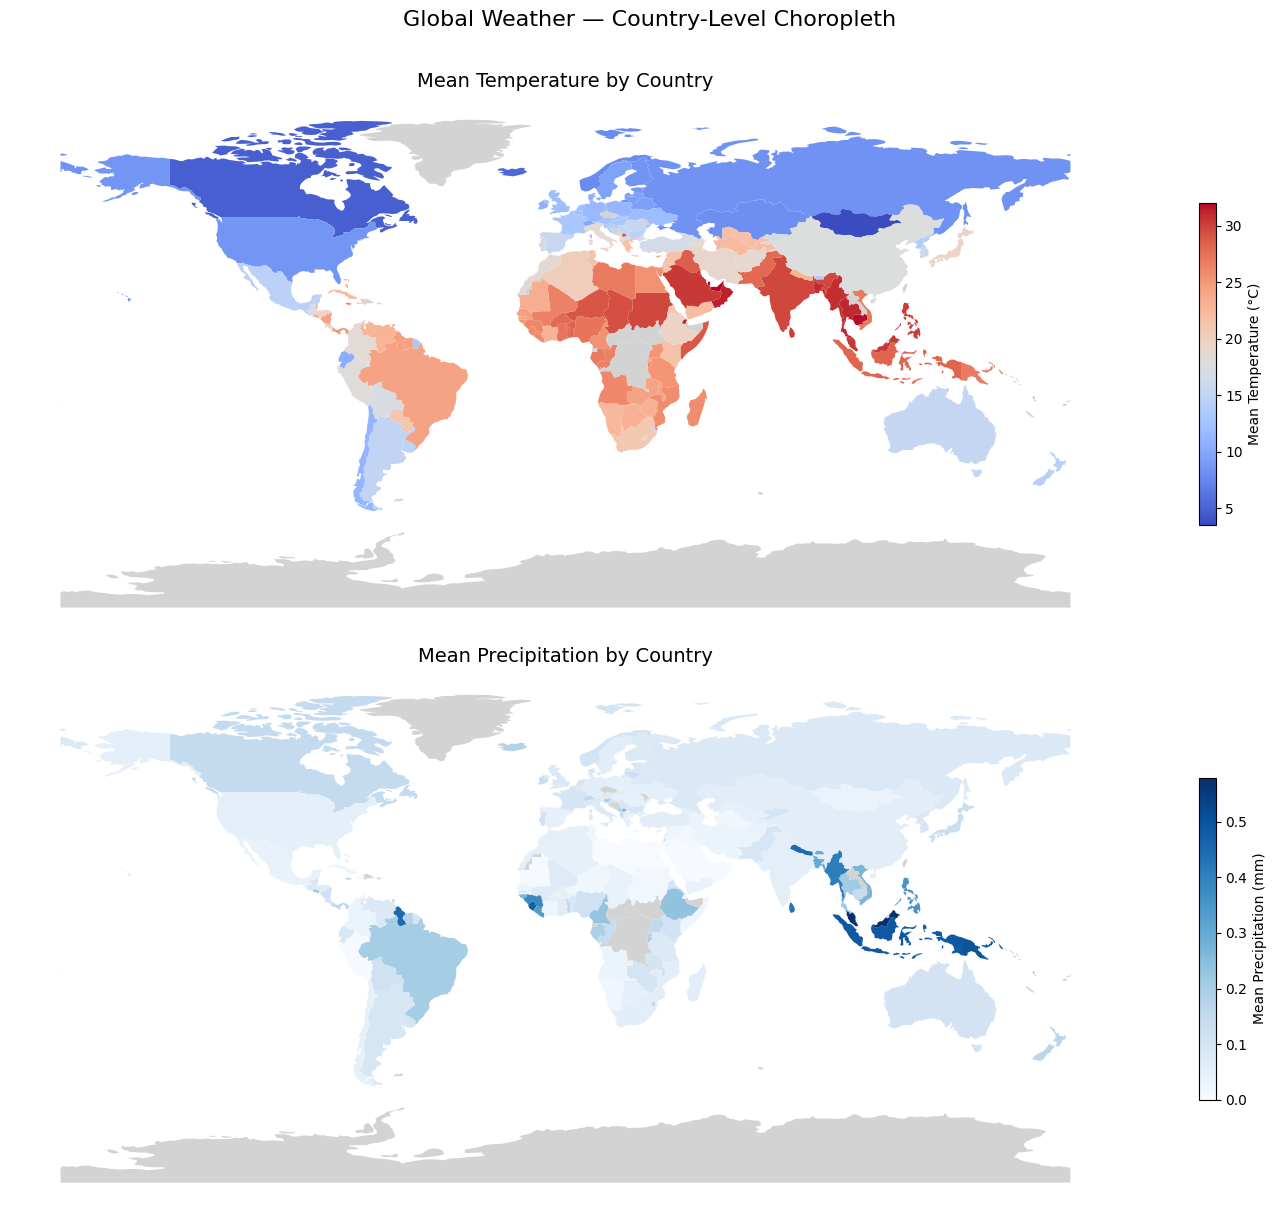 Global Weather — Country-Level Choropleth
Mean Temperature by Country
30
25
20
15
10
5
Mean Temperature (°C)
Mean Precipitation by Country
0.5
0.4
0.3
0.2
0.1
0.0
Mean Precipitation (mm)